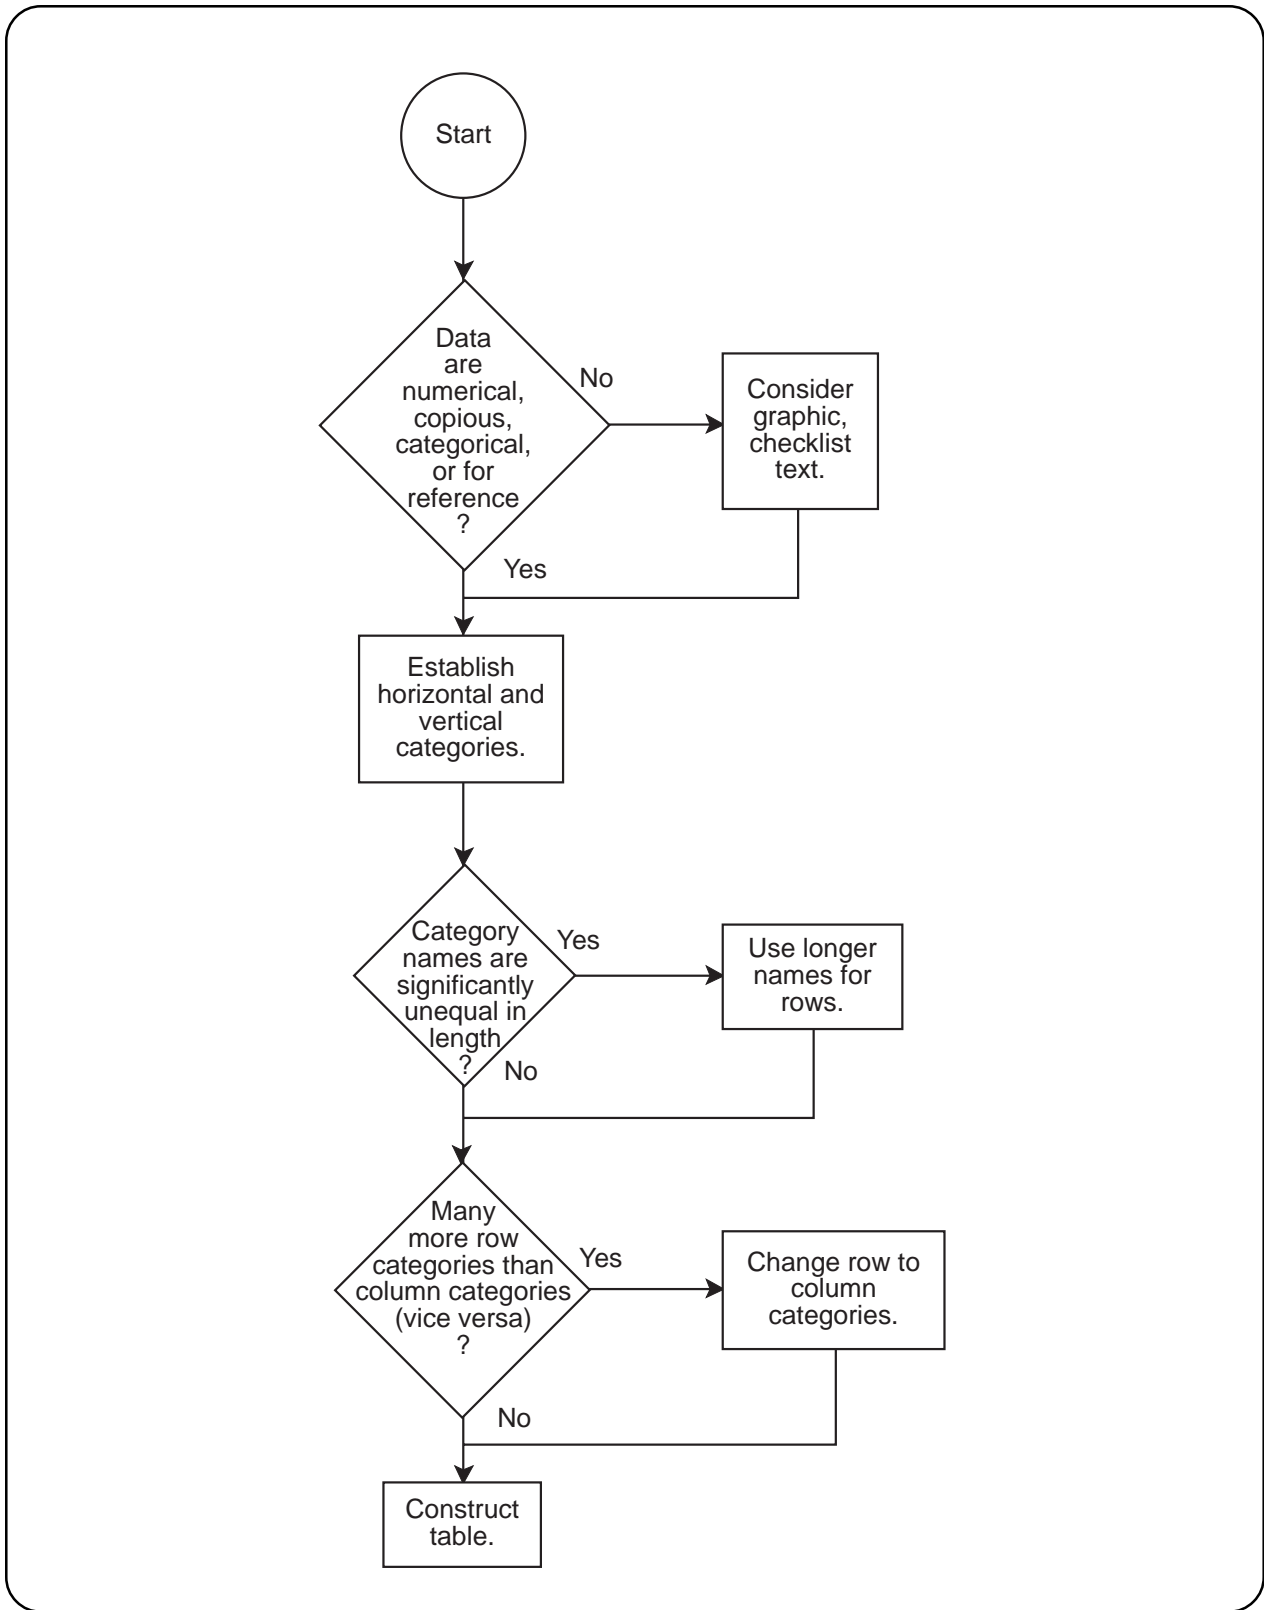 Start
Data
are
numerical,
copious,
categorical,
or for
reference
?
No
Consider
graphic,
checklist
text.
Yes
Establish
horizontal and
vertical
categories.
Category
names are
significantly
unequal in
length
?
Yes
Use longer
names for
rows.
No
Many
more row
categories than
column categories
(vice versa)
?
Yes
Change row to
column
categories.
No
Construct
table.